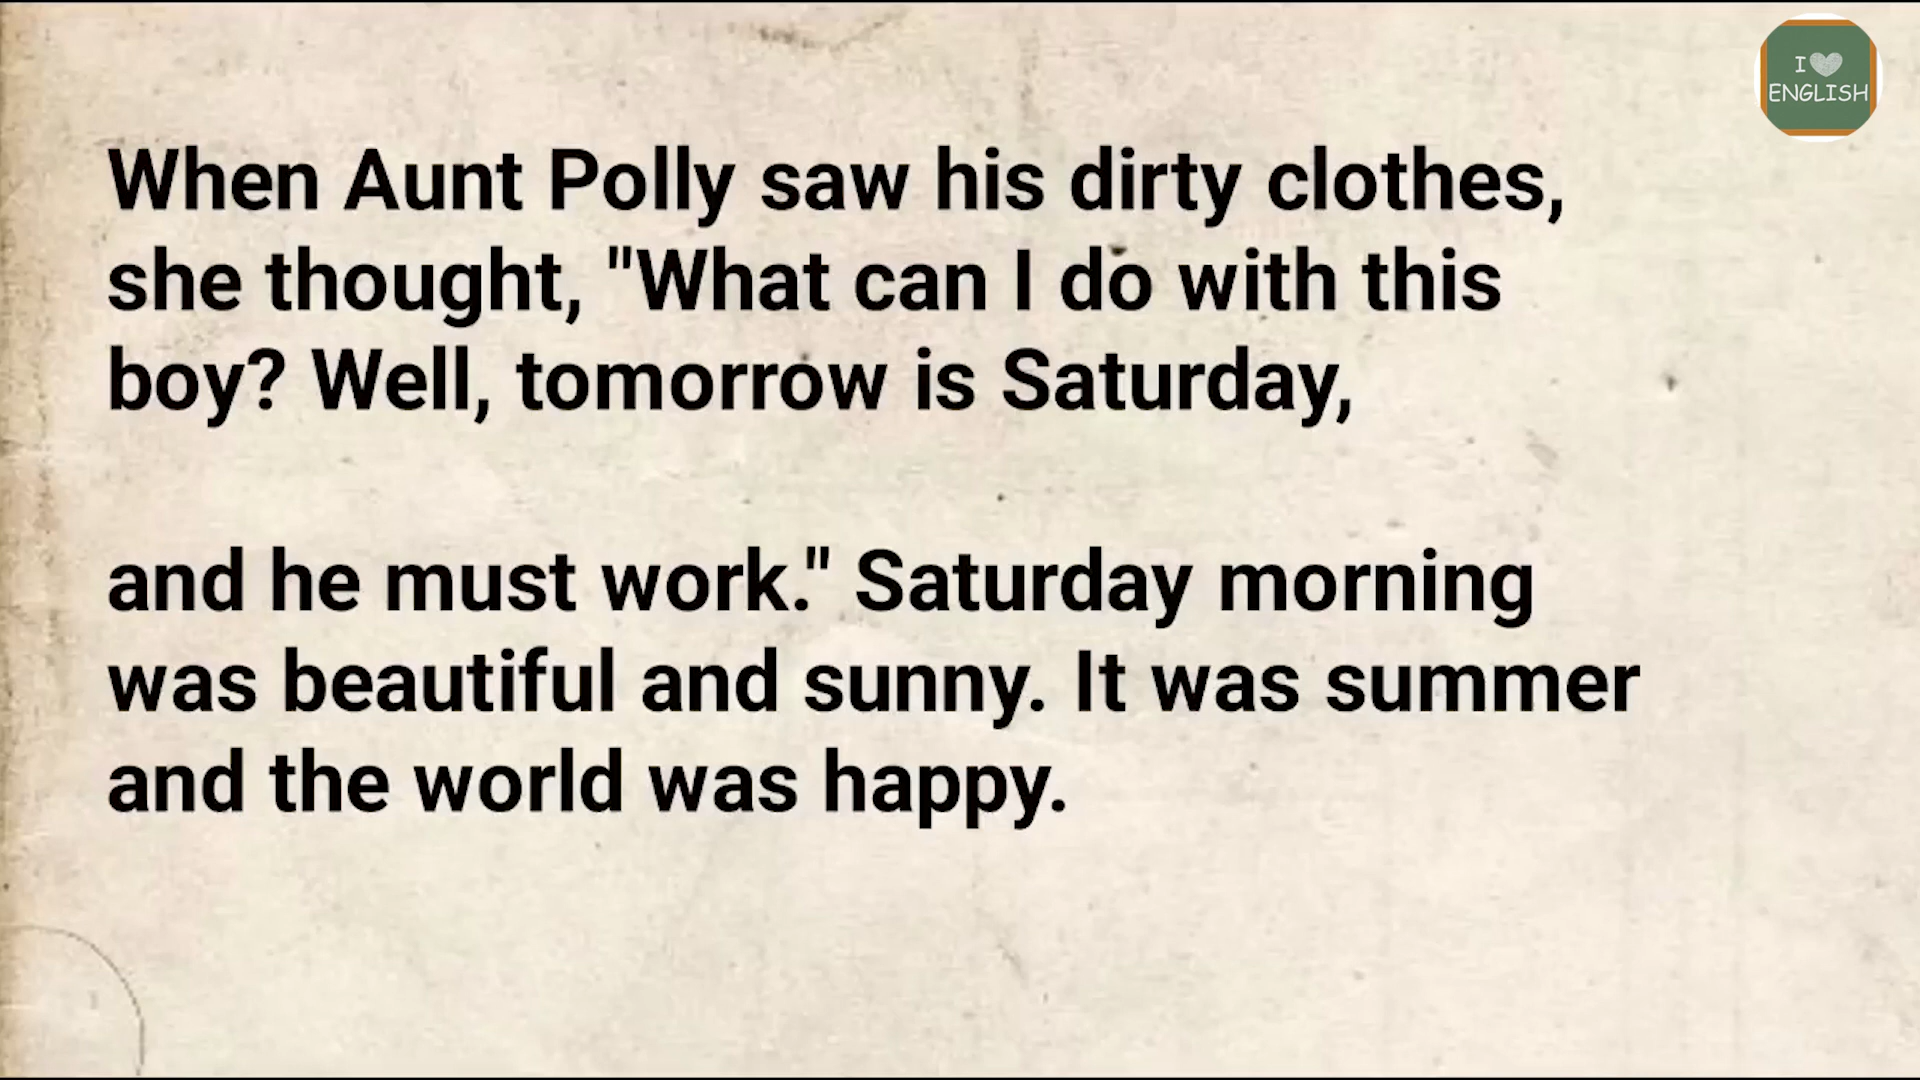 I
ENGLISH
When Aunt Polly saw his dirty clothes,
she thought, "What can I do with this
boy? Well, tomorrow is Saturday,
and he must work." Saturday morning
was beautiful and sunny. It was summer
and the world was happy.